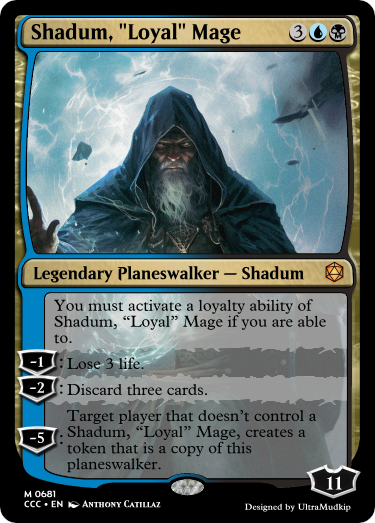 Shadum, "Loyal" Mage 3
Legendary Planeswalker — Shadum
You must activate a loyalty ability of
Shadum, “Loyal” Mage if you are able
to.
-1: Lose 3 life.
-2: Discard three cards.
Target player that doesn't control a
Shadum, “Loyal” Mage, creates a
-5: token that is a copy of this
planeswalker.
11
M 0681
CCC • EN Anthony Catillaz
Designed by UltraMudkip